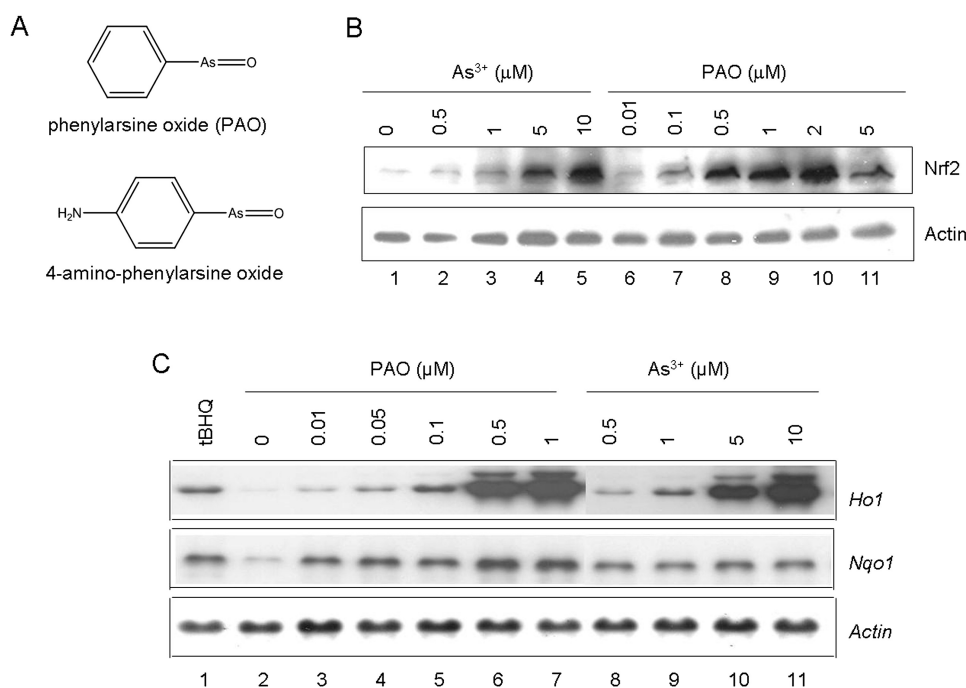 A
As
O
phenylarsine oxide (PAO)
H₂N
As
O
4-amino-phenylarsine oxide
B
As³⁺ (μM) PAO (μM)
0 0.5 1 5 10 0.01 0.1 0.5 1 2 5
Nrf2
Actin
1 2 3 4 5 6 7 8 9 10 11
C
PAO (μM) As³⁺ (μM)
tBHQ 0 0.01 0.05 0.1 0.5 1 0.5 1 5 10
Ho1
Nqo1
Actin
1 2 3 4 5 6 7 8 9 10 11